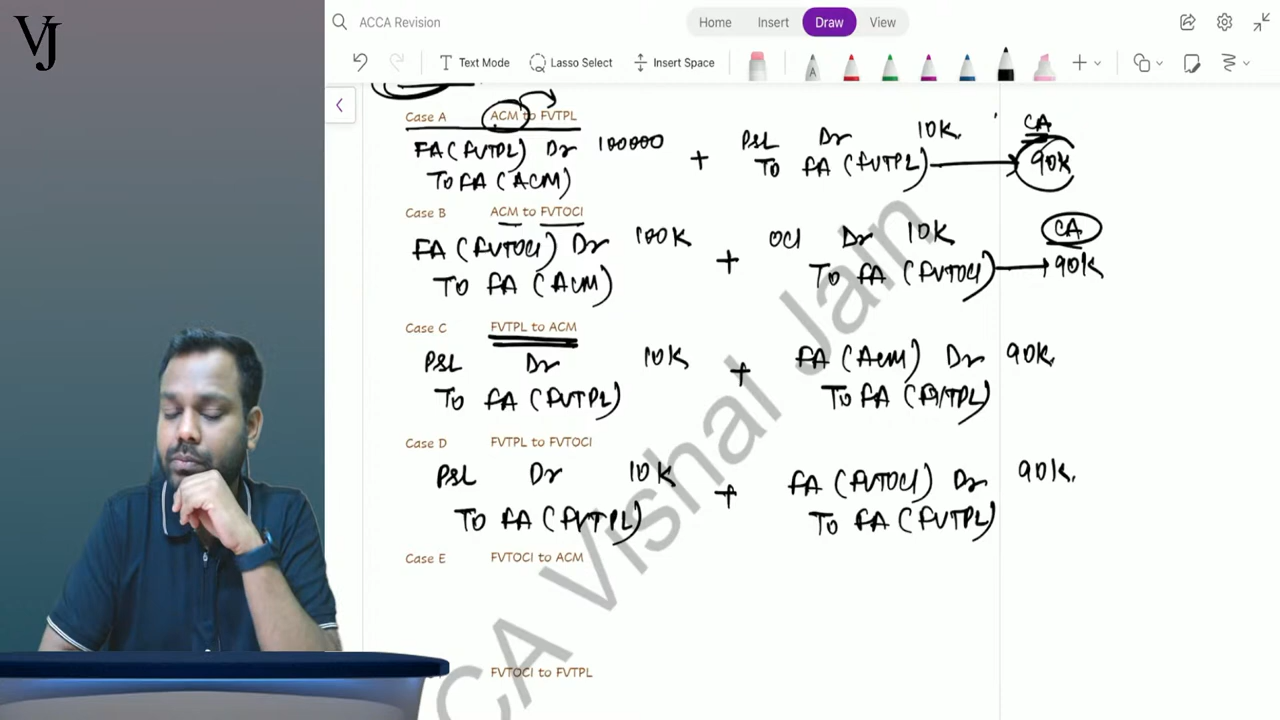 VJ
ACCA Revision
Home Insert Draw View
Text Mode Lasso Select Insert Space
Case A ACM to FVTPL
FA (FVTPL) Dr 100000 + P&L Dr 10K. CA
To FA (ACM) To FA (FVTPL) 90K
Case B ACM to FVTOCI
FA (FVTOCI) Dr 100K + OCI Dr 10K CA
To FA (ACM) To FA (FVTOCI) 90K
Case C FVTPL to ACM
P&L Dr 10K + FA (ACM) Dr 90K.
To FA (FVTPL) To FA (FVTPL)
Case D FVTPL to FVTOCI
P&L Dr 10K + FA (FVTOCI) Dr 90K.
To FA (FVTPL) To FA (FVTPL)
Case E FVTOCI to ACM
FVTOCI to FVTPL
CA Vishal Jain